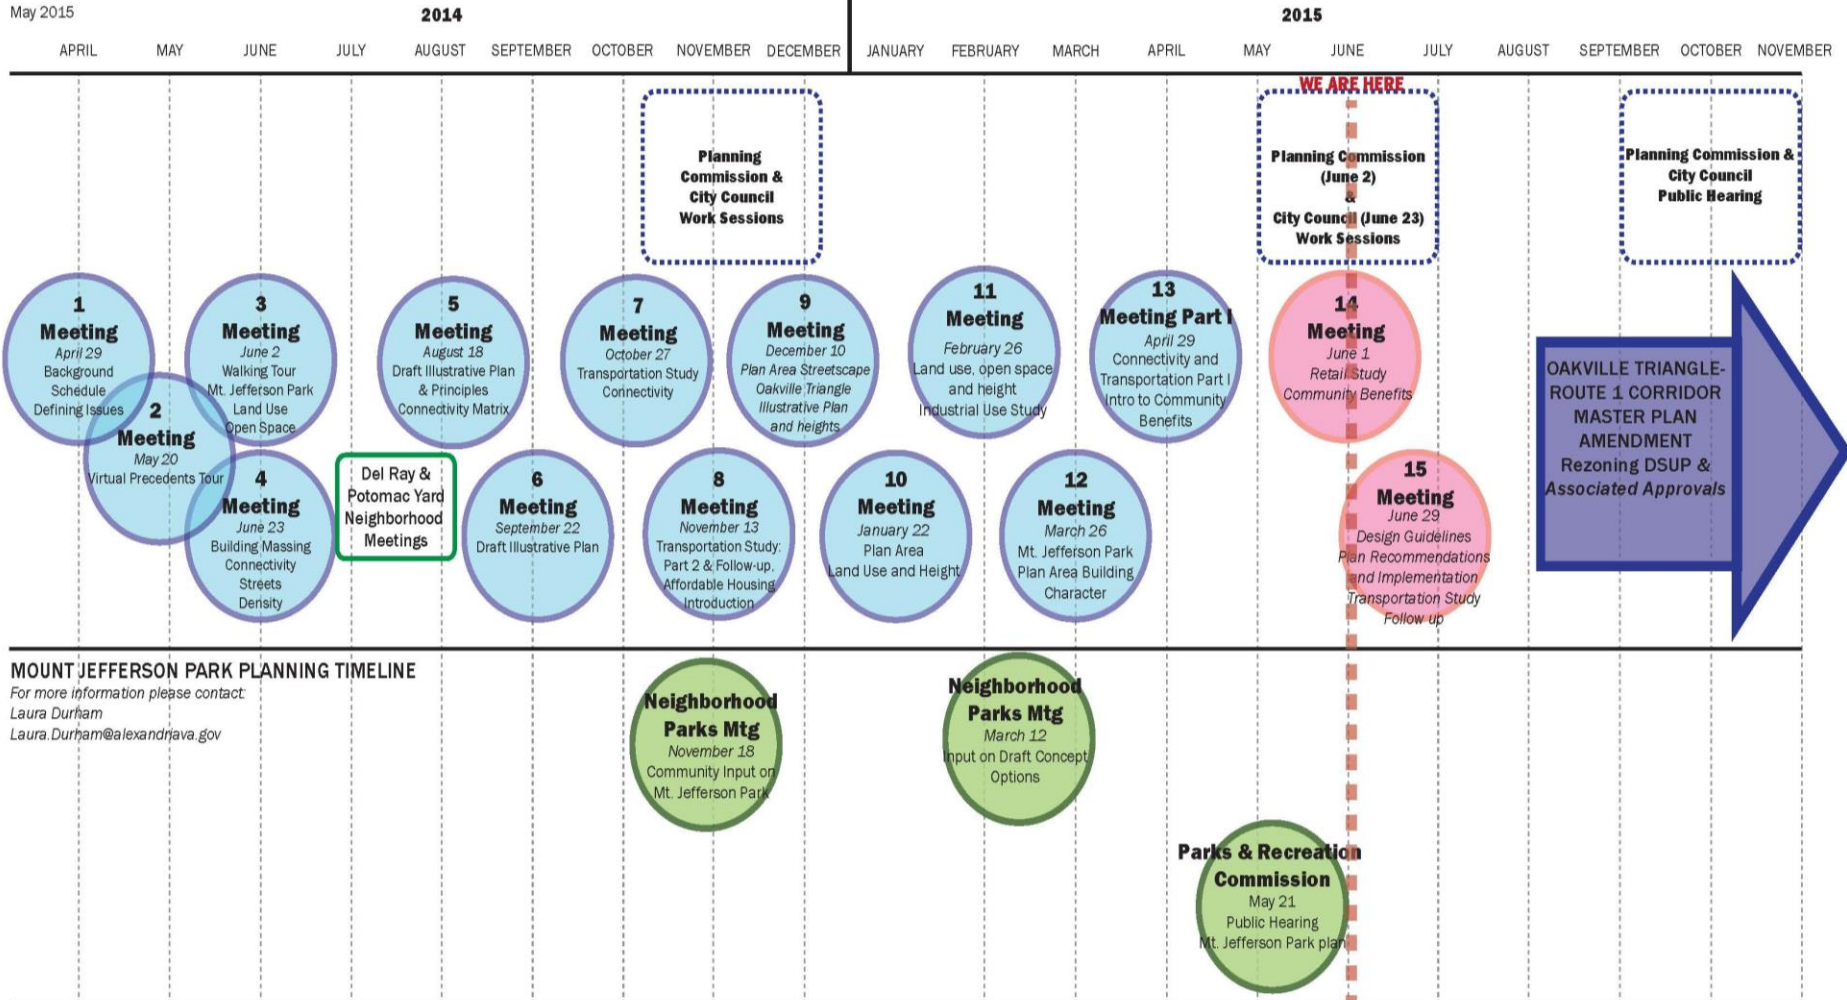 May 2015
2014
2015
APRIL
MAY
JUNE
JULY
AUGUST
SEPTEMBER
OCTOBER
NOVEMBER
DECEMBER
JANUARY
FEBRUARY
MARCH
APRIL
MAY
JUNE
JULY
AUGUST
SEPTEMBER
OCTOBER
NOVEMBER
WE ARE HERE
Planning
Commission &
City Council
Work Sessions
Planning Commission
(June 2)
&
City Council (June 23)
Work Sessions
Planning Commission &
City Council
Public Hearing
1
Meeting
April 29
Background
Schedule
Defining Issues
2
Meeting
May 20
Virtual Precedents Tour
3
Meeting
June 2
Walking Tour
Mt. Jefferson Park
Land Use
Open Space
4
Meeting
June 23
Building Massing
Connectivity
Streets
Density
Del Ray &
Potomac Yard
Neighborhood
Meetings
5
Meeting
August 18
Draft Illustrative Plan
& Principles
Connectivity Matrix
6
Meeting
September 22
Draft Illustrative Plan
7
Meeting
October 27
Transportation Study
Connectivity
8
Meeting
November 13
Transportation Study:
Part 2 & Follow-up,
Affordable Housing
Introduction
9
Meeting
December 10
Plan Area Streetscape
Oakville Triangle
Illustrative Plan
and heights
10
Meeting
January 22
Plan Area
Land Use and Height
11
Meeting
February 26
Land use, open space
and height
Industrial Use Study
12
Meeting
March 26
Mt. Jefferson Park
Plan Area Building
Character
13
Meeting Part I
April 29
Connectivity and
Transportation Part I
Intro to Community
Benefits
14
Meeting
June 1
Retail Study
Community Benefits
15
Meeting
June 29
Design Guidelines
Plan Recommendations
and Implementation
Transportation Study
Follow up
OAKVILLE TRIANGLE-
ROUTE 1 CORRIDOR
MASTER PLAN
AMENDMENT
Rezoning DSUP &
Associated Approvals
MOUNT JEFFERSON PARK PLANNING TIMELINE
For more information please contact:
Laura Durham
Laura.Durham@alexandriava.gov
Neighborhood
Parks Mtg
November 18
Community Input on
Mt. Jefferson Park
Neighborhood
Parks Mtg
March 12
Input on Draft Concept
Options
Parks & Recreation
Commission
May 21
Public Hearing
Mt. Jefferson Park plan